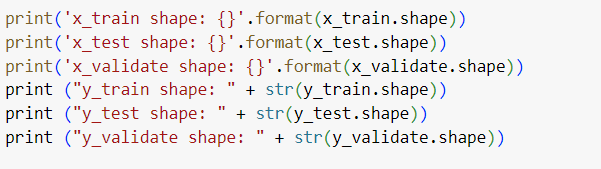 print('x_train shape: {}'.format(x_train.shape))
print('x_test shape: {}'.format(x_test.shape))
print('x_validate shape: {}'.format(x_validate.shape))
print ("y_train shape: " + str(y_train.shape))
print ("y_test shape: " + str(y_test.shape))
print ("y_validate shape: " + str(y_validate.shape))